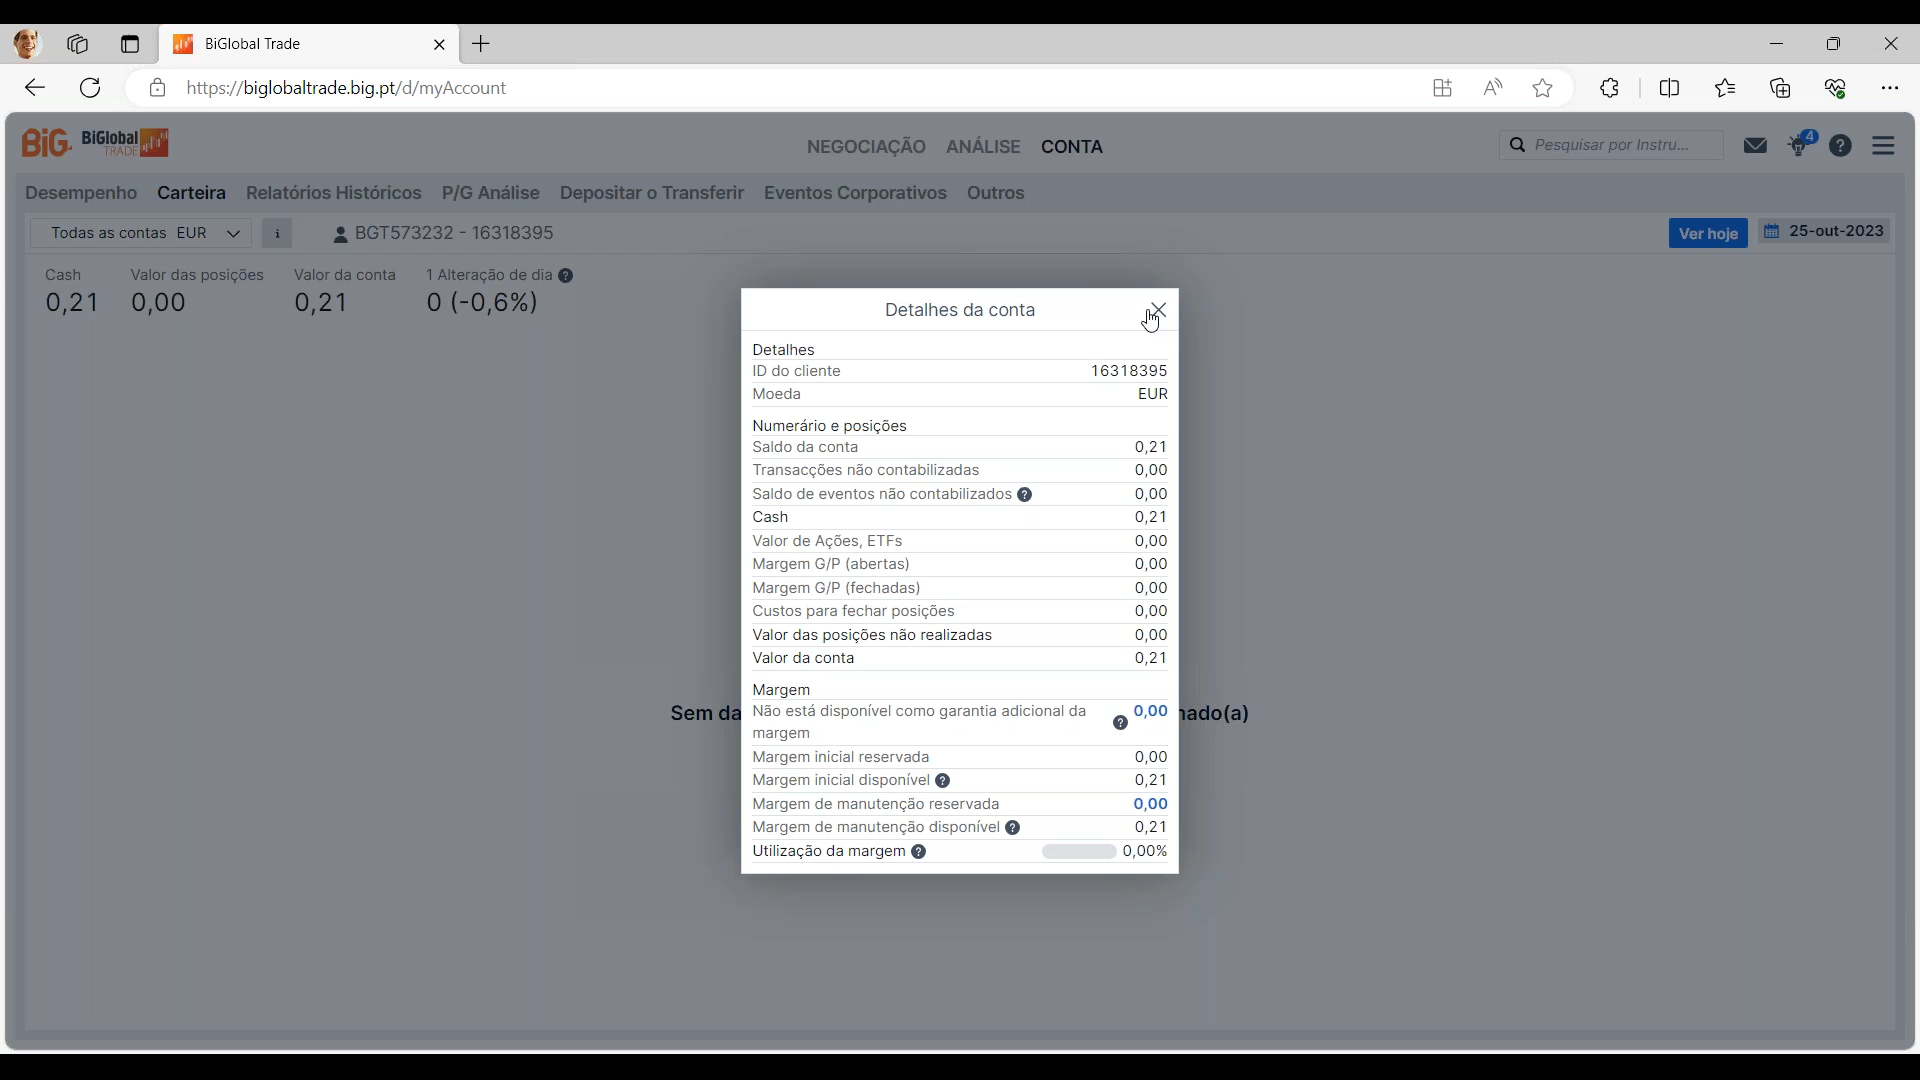 BiGlobal Trade
https://biglobaltrade.big.pt/d/myAccount
BiG BiGlobal TRADE
NEGOCIAÇÃO ANÁLISE CONTA
Pesquisar por Instru...
4
Desempenho Carteira Relatórios Históricos P/G Análise Depositar o Transferir Eventos Corporativos Outros
Todas as contas EUR i BGT573232 - 16318395
Ver hoje 25-out-2023
Cash Valor das posições Valor da conta 1 Alteração de dia ?
0,21 0,00 0,21 0 (-0,6%)
Detalhes da conta
Detalhes
ID do cliente 16318395
Moeda EUR
Numerário e posições
Saldo da conta 0,21
Transacções não contabilizadas 0,00
Saldo de eventos não contabilizados ? 0,00
Cash 0,21
Valor de Ações, ETFs 0,00
Margem G/P (abertas) 0,00
Margem G/P (fechadas) 0,00
Custos para fechar posições 0,00
Valor das posições não realizadas 0,00
Valor da conta 0,21
Margem
Não está disponível como garantia adicional da ? 0,00
margem
Sem
Margem inicial reservada 0,00
Margem inicial disponível ? 0,21
Margem de manutenção reservada 0,00
Margem de manutenção disponível ? 0,21
Utilização da margem ? 0,00%